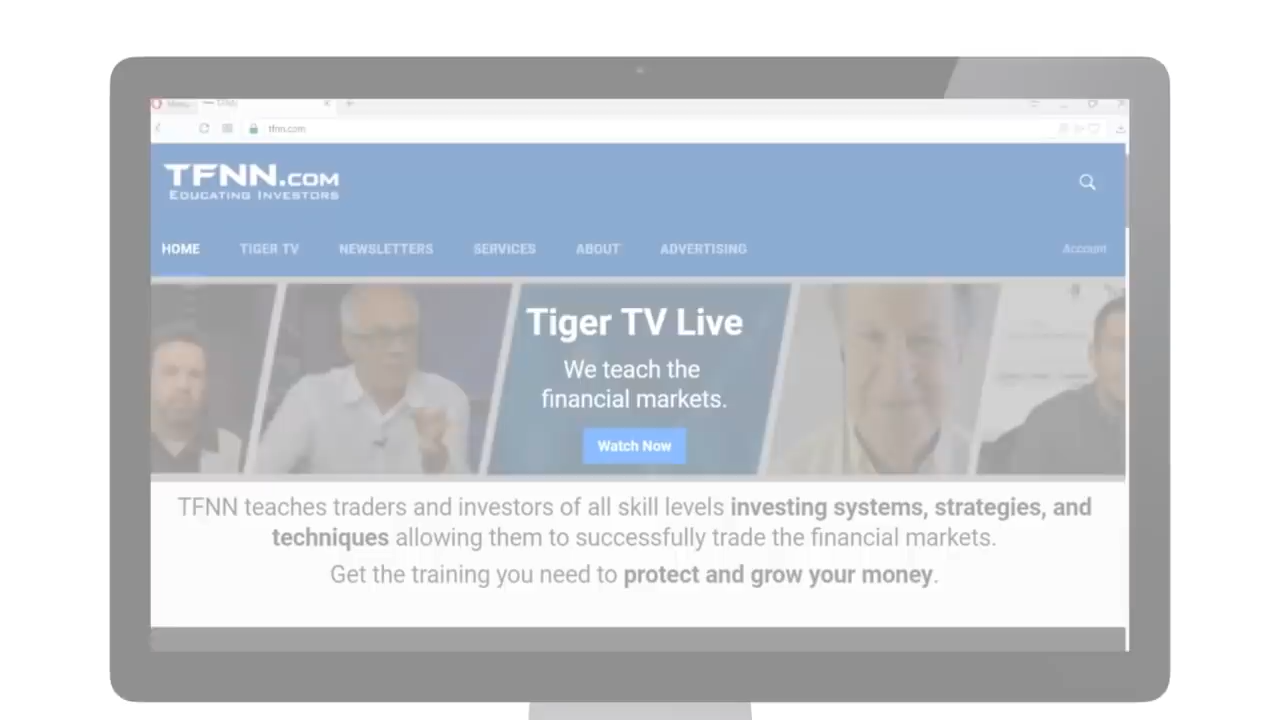 Menu
TFNN
tfnn.com
TFNN.COM
EDUCATING INVESTORS
HOME
TIGER TV
NEWSLETTERS
SERVICES
ABOUT
ADVERTISING
Account
Tiger TV Live
We teach the
financial markets.
Watch Now
TFNN teaches traders and investors of all skill levels investing systems, strategies, and
techniques allowing them to successfully trade the financial markets.
Get the training you need to protect and grow your money.